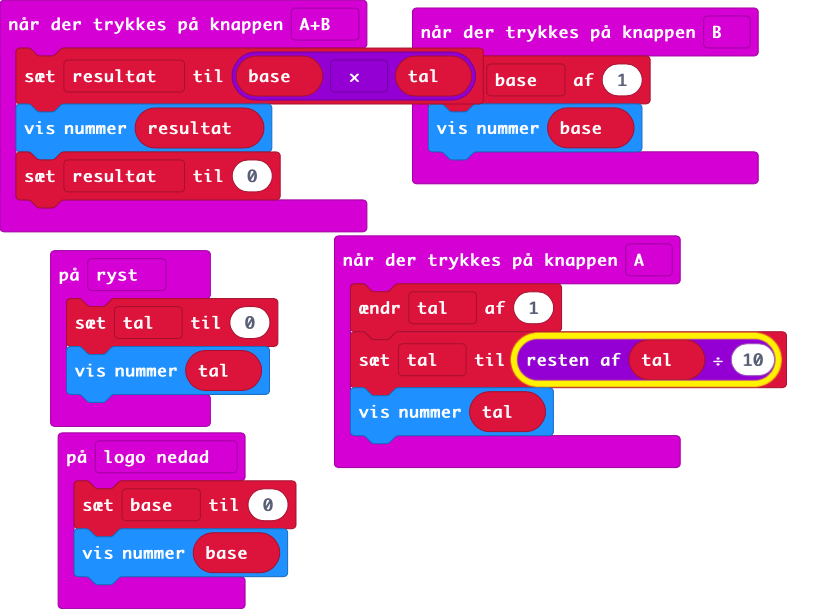 når der trykkes på knappen A+B
sæt resultat til base × tal
vis nummer resultat
sæt resultat til 0
når der trykkes på knappen B
base af 1
vis nummer base
på ryst
sæt tal til 0
vis nummer tal
når der trykkes på knappen A
ændr tal af 1
sæt tal til resten af tal ÷ 10
vis nummer tal
på logo nedad
sæt base til 0
vis nummer base